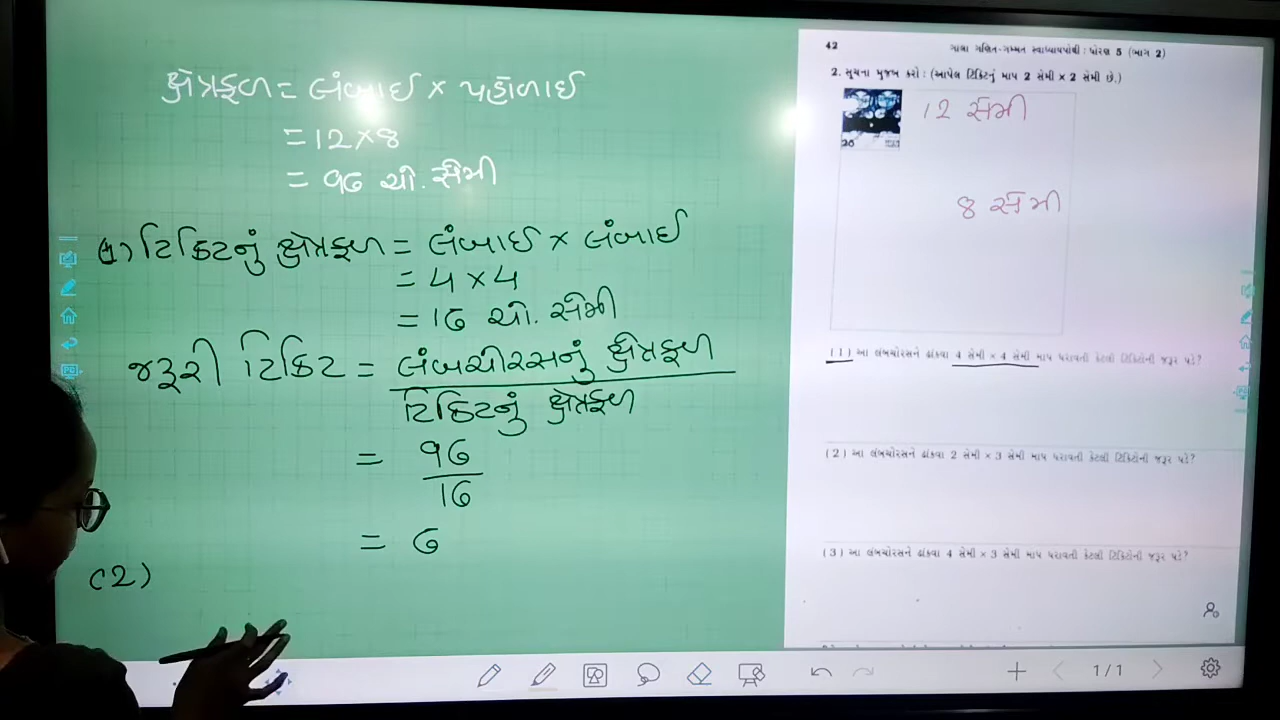 ક્ષેત્રફળ = લંબાઈ × પહોળાઈ
= 12 × 8
= ૧૬ ચો. સેમી
(1) ટિકિટનું ક્ષેત્રફળ = લંબાઈ × લંબાઈ
= 4 × 4
= 16 ચો. સેમી
જરૂરી ટિકિટ = લંબચોરસનું ક્ષેત્રફળ
ટિકિટનું ક્ષેત્રફળ
= ૧૬
16
= 6
(2)
42 ગાલા ગણિત-ગમ્મત સ્વાધ્યાયપોથી : ધોરણ 5 (ભાગ 2)
2. સૂચના મુજબ કરો : (આપેલ ટિકિટનું માપ 2 સેમી × 2 સેમી છે.)
12 સેમી
20
8 સેમી
(1) આ લંબચોરસને ઢાંકવા 4 સેમી × 4 સેમી માપ ધરાવતી કેટલી ટિકિટોની જરૂર પડે?
(2) આ લંબચોરસને ઢાંકવા 2 સેમી × 3 સેમી માપ ધરાવતી કેટલી ટિકિટોની જરૂર પડે?
(3) આ લંબચોરસને ઢાંકવા 4 સેમી × 3 સેમી માપ ધરાવતી કેટલી ટિકિટોની જરૂર પડે?
1/1